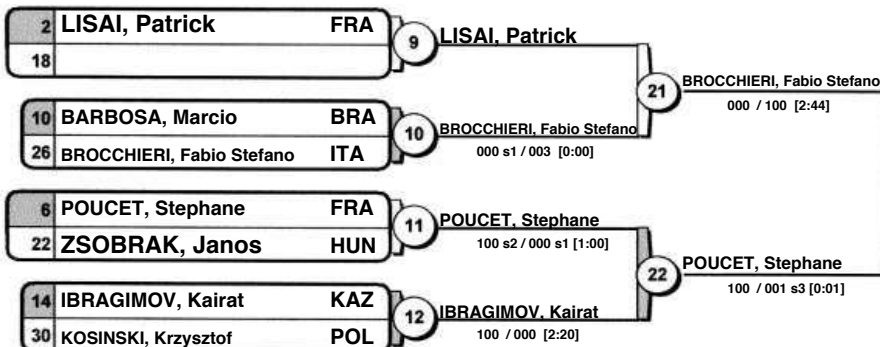 2 LISAI, Patrick FRA
18
9
LISAI, Patrick
10 BARBOSA, Marcio BRA
26 BROCCHIERI, Fabio Stefano ITA
10
BROCCHIERI, Fabio Stefano
000 s1 / 003 [0:00]
21
BROCCHIERI, Fabio Stefano
000 / 100 [2:44]
6 POUCET, Stephane FRA
22 ZSOBRAK, Janos HUN
11
POUCET, Stephane
100 s2 / 000 s1 [1:00]
14 IBRAGIMOV, Kairat KAZ
30 KOSINSKI, Krzysztof POL
12
IBRAGIMOV, Kairat
100 / 000 [2:20]
22
POUCET, Stephane
100 / 001 s3 [0:01]